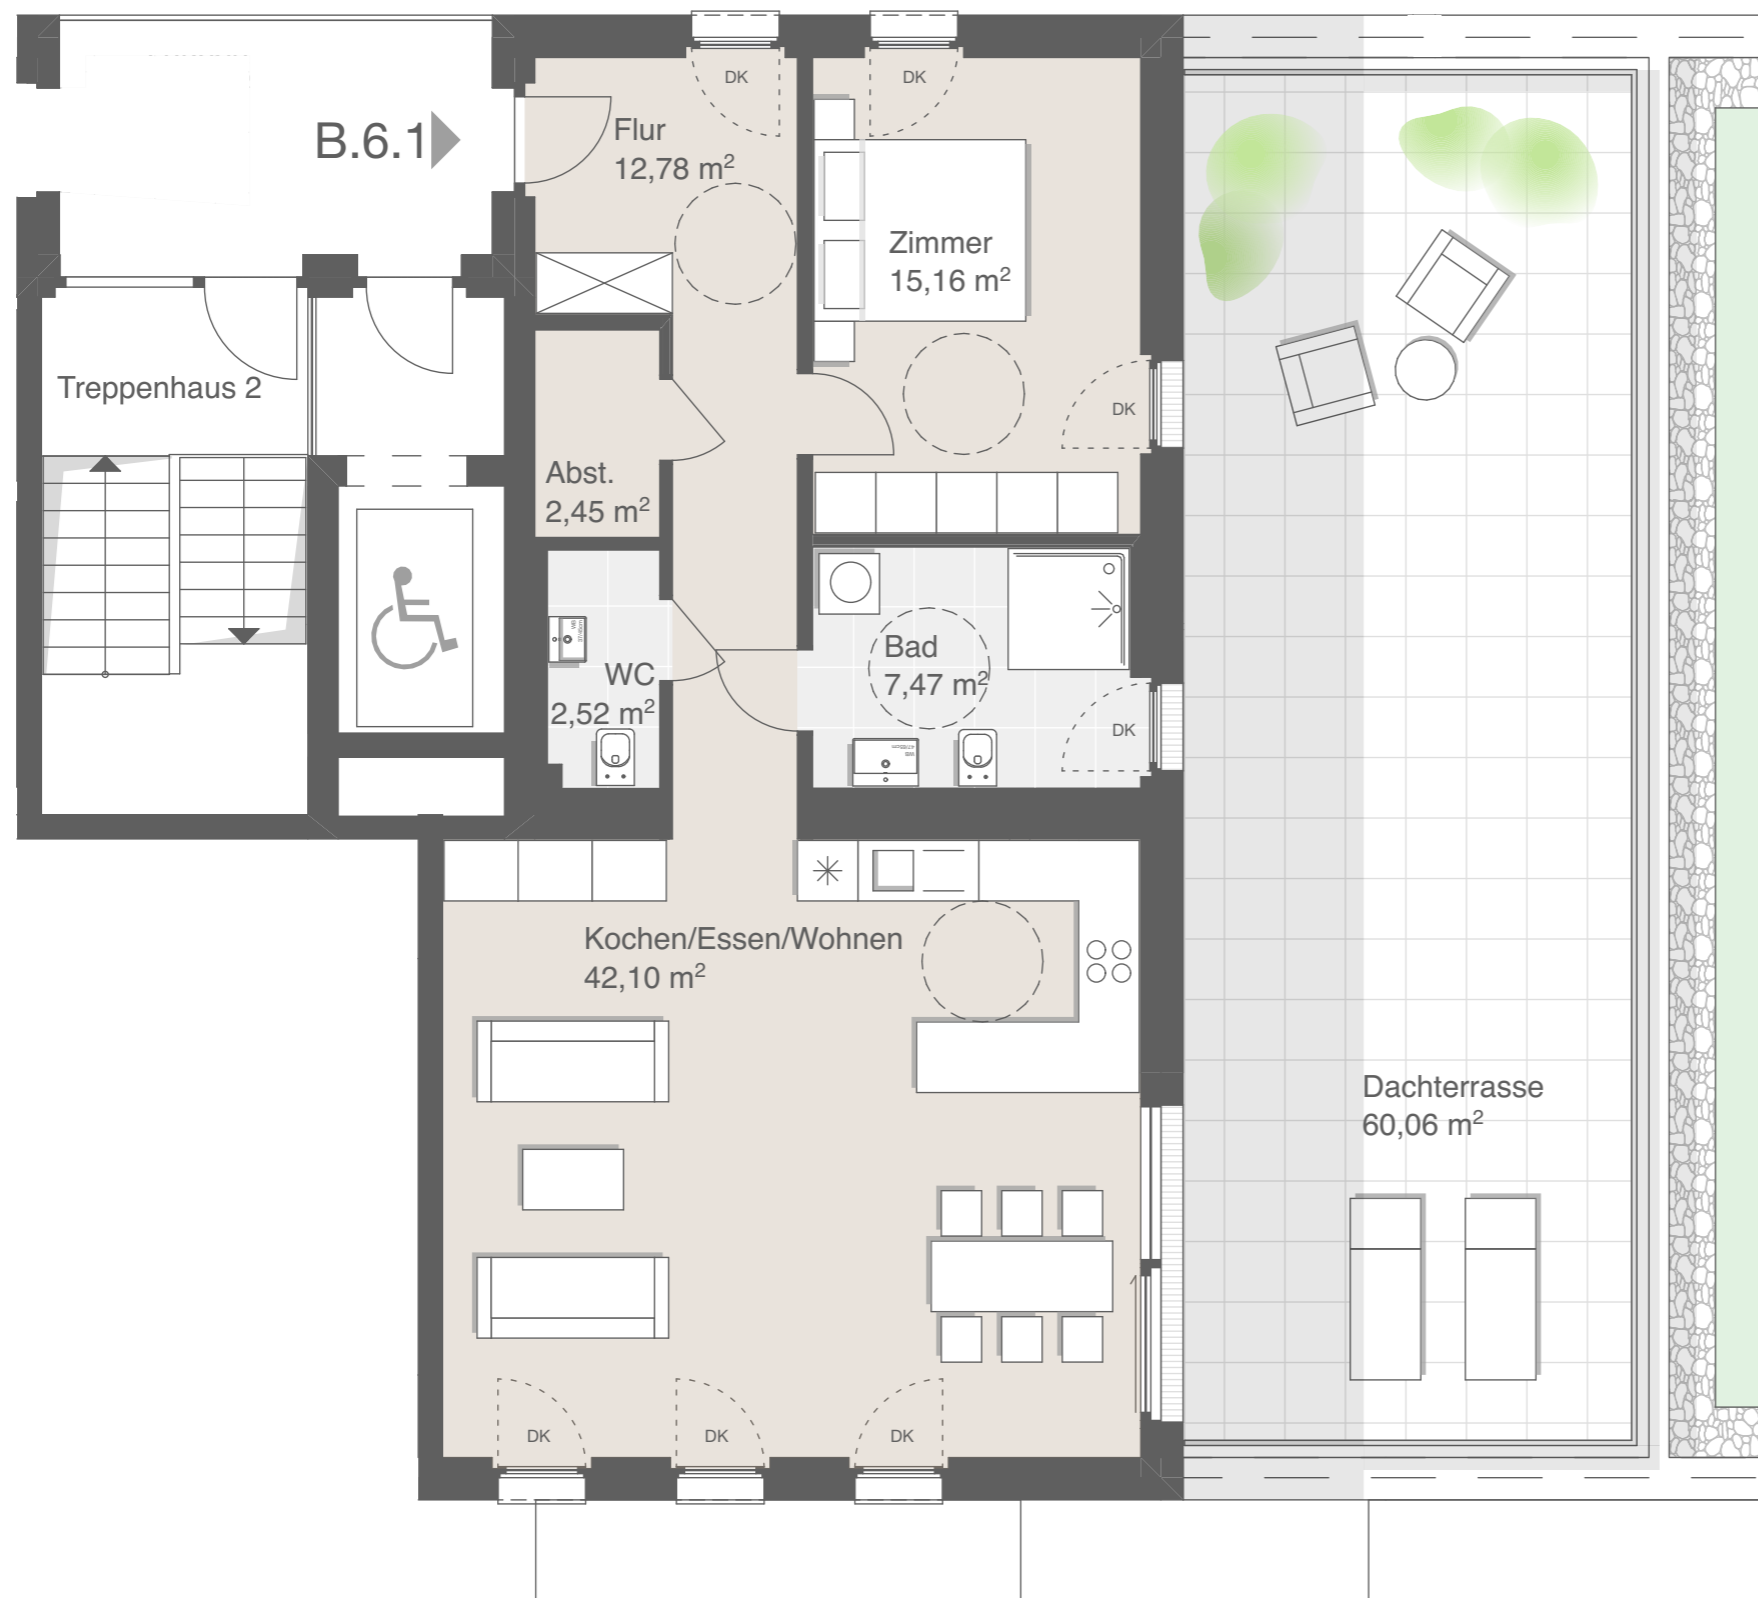 B.6.1
DK
DK
Flur
12,78 m²
Zimmer
15,16 m²
Treppenhaus 2
DK
Abst.
2,45 m²
WC
2,52 m²
Bad
7,47 m²
DK
Kochen/Essen/Wohnen
42,10 m²
Dachterrasse
60,06 m²
DK
DK
DK